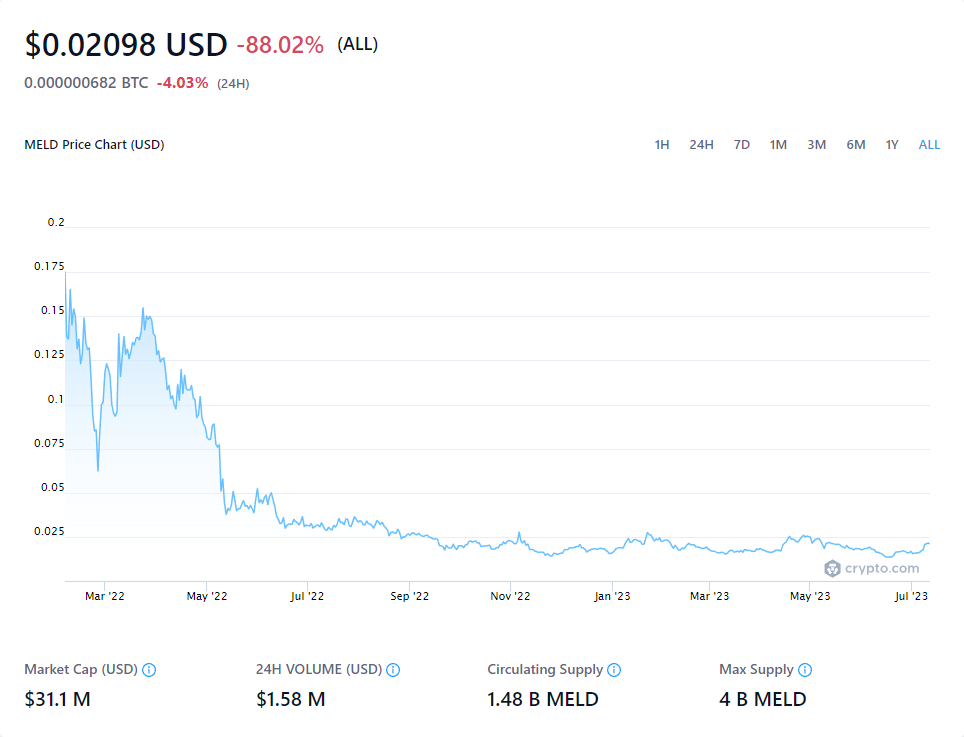 $0.02098 USD -88.02% (ALL)
0.000000682 BTC -4.03% (24H)
MELD Price Chart (USD) 1H 24H 7D 1M 3M 6M 1Y ALL
0.2
0.175
0.15
0.125
0.1
0.075
0.05
0.025
crypto.com
Mar '22 May '22 Jul '22 Sep '22 Nov '22 Jan '23 Mar '23 May '23 Jul '23
Market Cap (USD) 24H VOLUME (USD) Circulating Supply Max Supply
$31.1 M $1.58 M 1.48 B MELD 4 B MELD